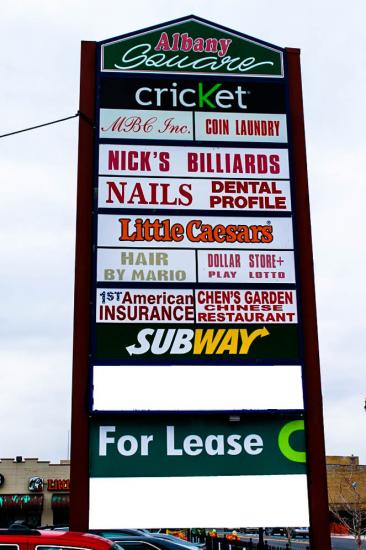 Albany
Square
cricKet
MBC Inc. COIN LAUNDRY
NICK'S BILLIARDS
NAILS DENTAL PROFILE
Little Caesars
HAIR BY MARIO DOLLAR STORE+ PLAY LOTTO
1ST American INSURANCE CHEN'S GARDEN CHINESE RESTAURANT
SUBWAY
For Lease